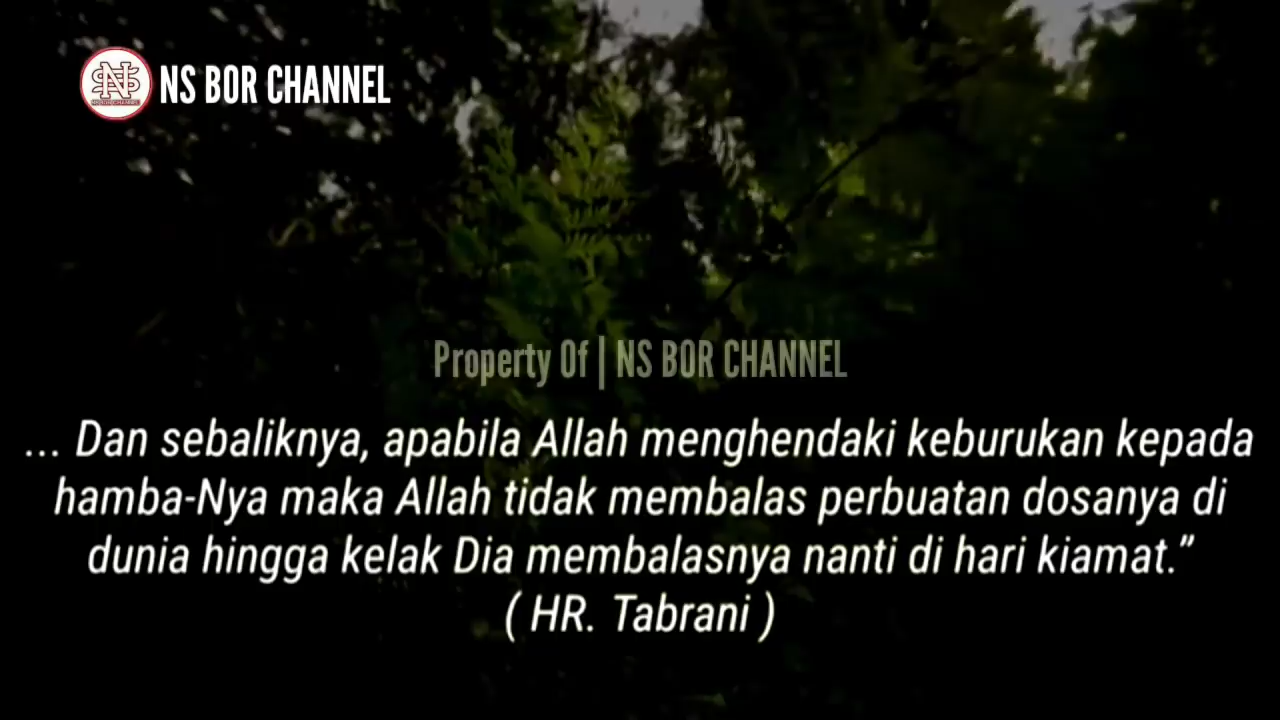 NS BOR CHANNEL
Property Of | NS BOR CHANNEL
... Dan sebaliknya, apabila Allah menghendaki keburukan kepada
hamba-Nya maka Allah tidak membalas perbuatan dosanya di
dunia hingga kelak Dia membalasnya nanti di hari kiamat.”
( HR. Tabrani )